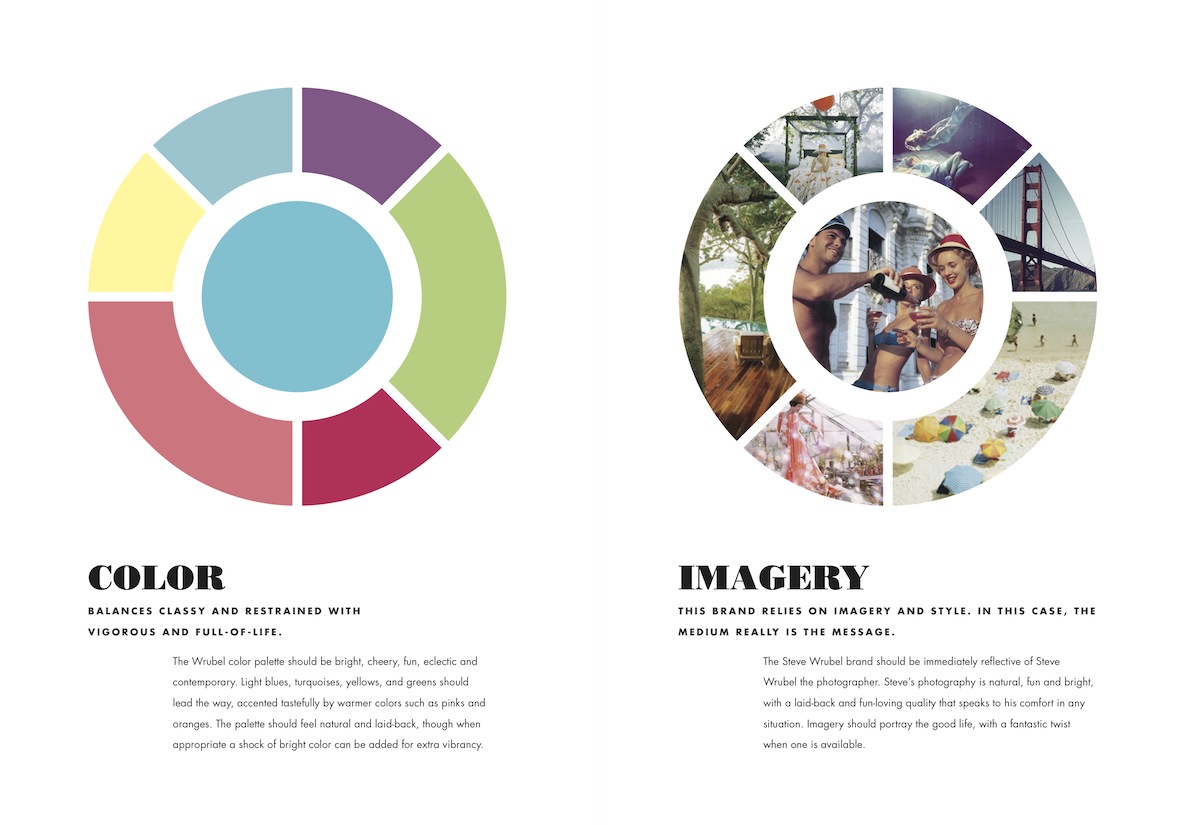 COLOR
BALANCES CLASSY AND RESTRAINED WITH
VIGOROUS AND FULL-OF-LIFE.
The Wrubel color palette should be bright, cheery, fun, eclectic and
contemporary. Light blues, turquoises, yellows, and greens should
lead the way, accented tastefully by warmer colors such as pinks and
oranges. The palette should feel natural and laid-back, though when
appropriate a shock of bright color can be added for extra vibrancy.
IMAGERY
THIS BRAND RELIES ON IMAGERY AND STYLE. IN THIS CASE, THE
MEDIUM REALLY IS THE MESSAGE.
The Steve Wrubel brand should be immediately reflective of Steve
Wrubel the photographer. Steve’s photography is natural, fun and bright,
with a laid-back and fun-loving quality that speaks to his comfort in any
situation. Imagery should portray the good life, with a fantastic twist
when one is available.